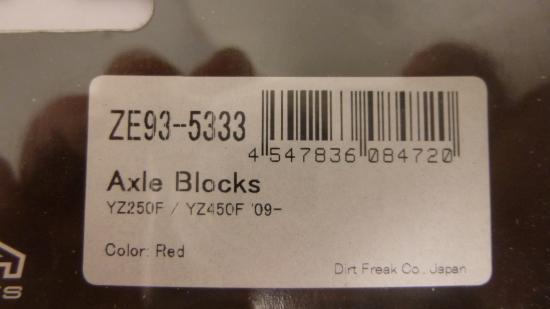 ZE93-5333
4 547836 084720
Axle Blocks
YZ250F / YZ450F '09-
Color: Red
Dirt Freak Co., Japan